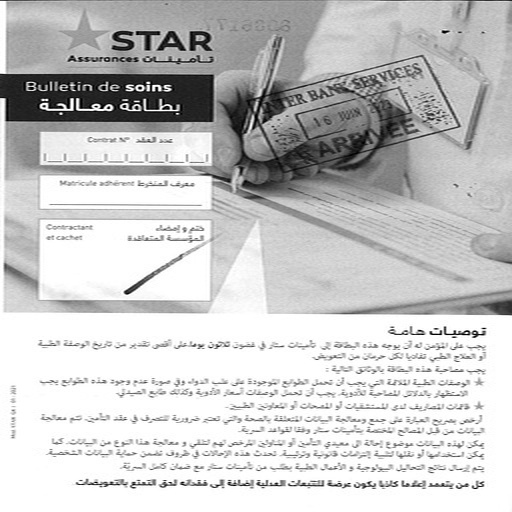 STAR
Assurances تأمينات
Bulletin de soins
بطاقة معالجة
Contrat N° عدد العقد
Matricule adhérent معرف المنخرط
Contractant ختم و إمضاء
et cachet المؤسسة المتعاقدة
INTER BANK SERVICES
16 JUIN
ARRIVÉE
توصيات هامة
يجب على المؤمن له أن يوجه هذه البطاقة إلى تأمينات ستار في غضون ثلاثون يوما على أقصى تقدير من تاريخ الوصفة الطبية
أو العلاج الطبي تفاديا لكل حرمان من التعويض.
يجب مصاحبة هذه البطاقة بالوثائق التالية :
★ الوصفات الطبية الملائمة التي يجب أن تحمل الطوابع الموجودة على علب الدواء وفي صورة عدم وجود هذه الطوابع يجب
الاستظهار بالدلائل المصاحبة للأدوية. يجب أن تحمل الوصفات أسعار الأدوية وكذلك طابع الصيدلي.
★ قائمات المصاريف لدى المستشفيات أو المصحات أو المعاونين الطبيين.
أرخص بصريح العبارة على جمع ومعالجة البيانات المتعلقة بالصحة والتي تعتبر ضرورية للتصرف في عقد التأمين. تتم معالجة
البيانات من قبل المصالح المختصة بتأمينات ستار وفقا لقواعد السرية.
يمكن لهذه البيانات موضوع إحالة الى معيدي التأمين أو المناولين المرخص لهم لتلقي و معالجة هذا النوع من البيانات. كما
يمكن استخدامها أو نقلها لتلبية إلتزامات قانونية وترتيبية. تحدث هذه الإحالات في ظروف تضمن حماية البيانات الشخصية.
يتم إرسال نتائج التحاليل البيولوجية و الأعمال الطبية بطلب من تأمينات ستار مع ضمان كامل السرية.
كل من يتعمد إعلاما كاذبا يكون عرضة للتتبعات العدلية إضافة إلى فقدانه لحق التمتع بالتعويضات